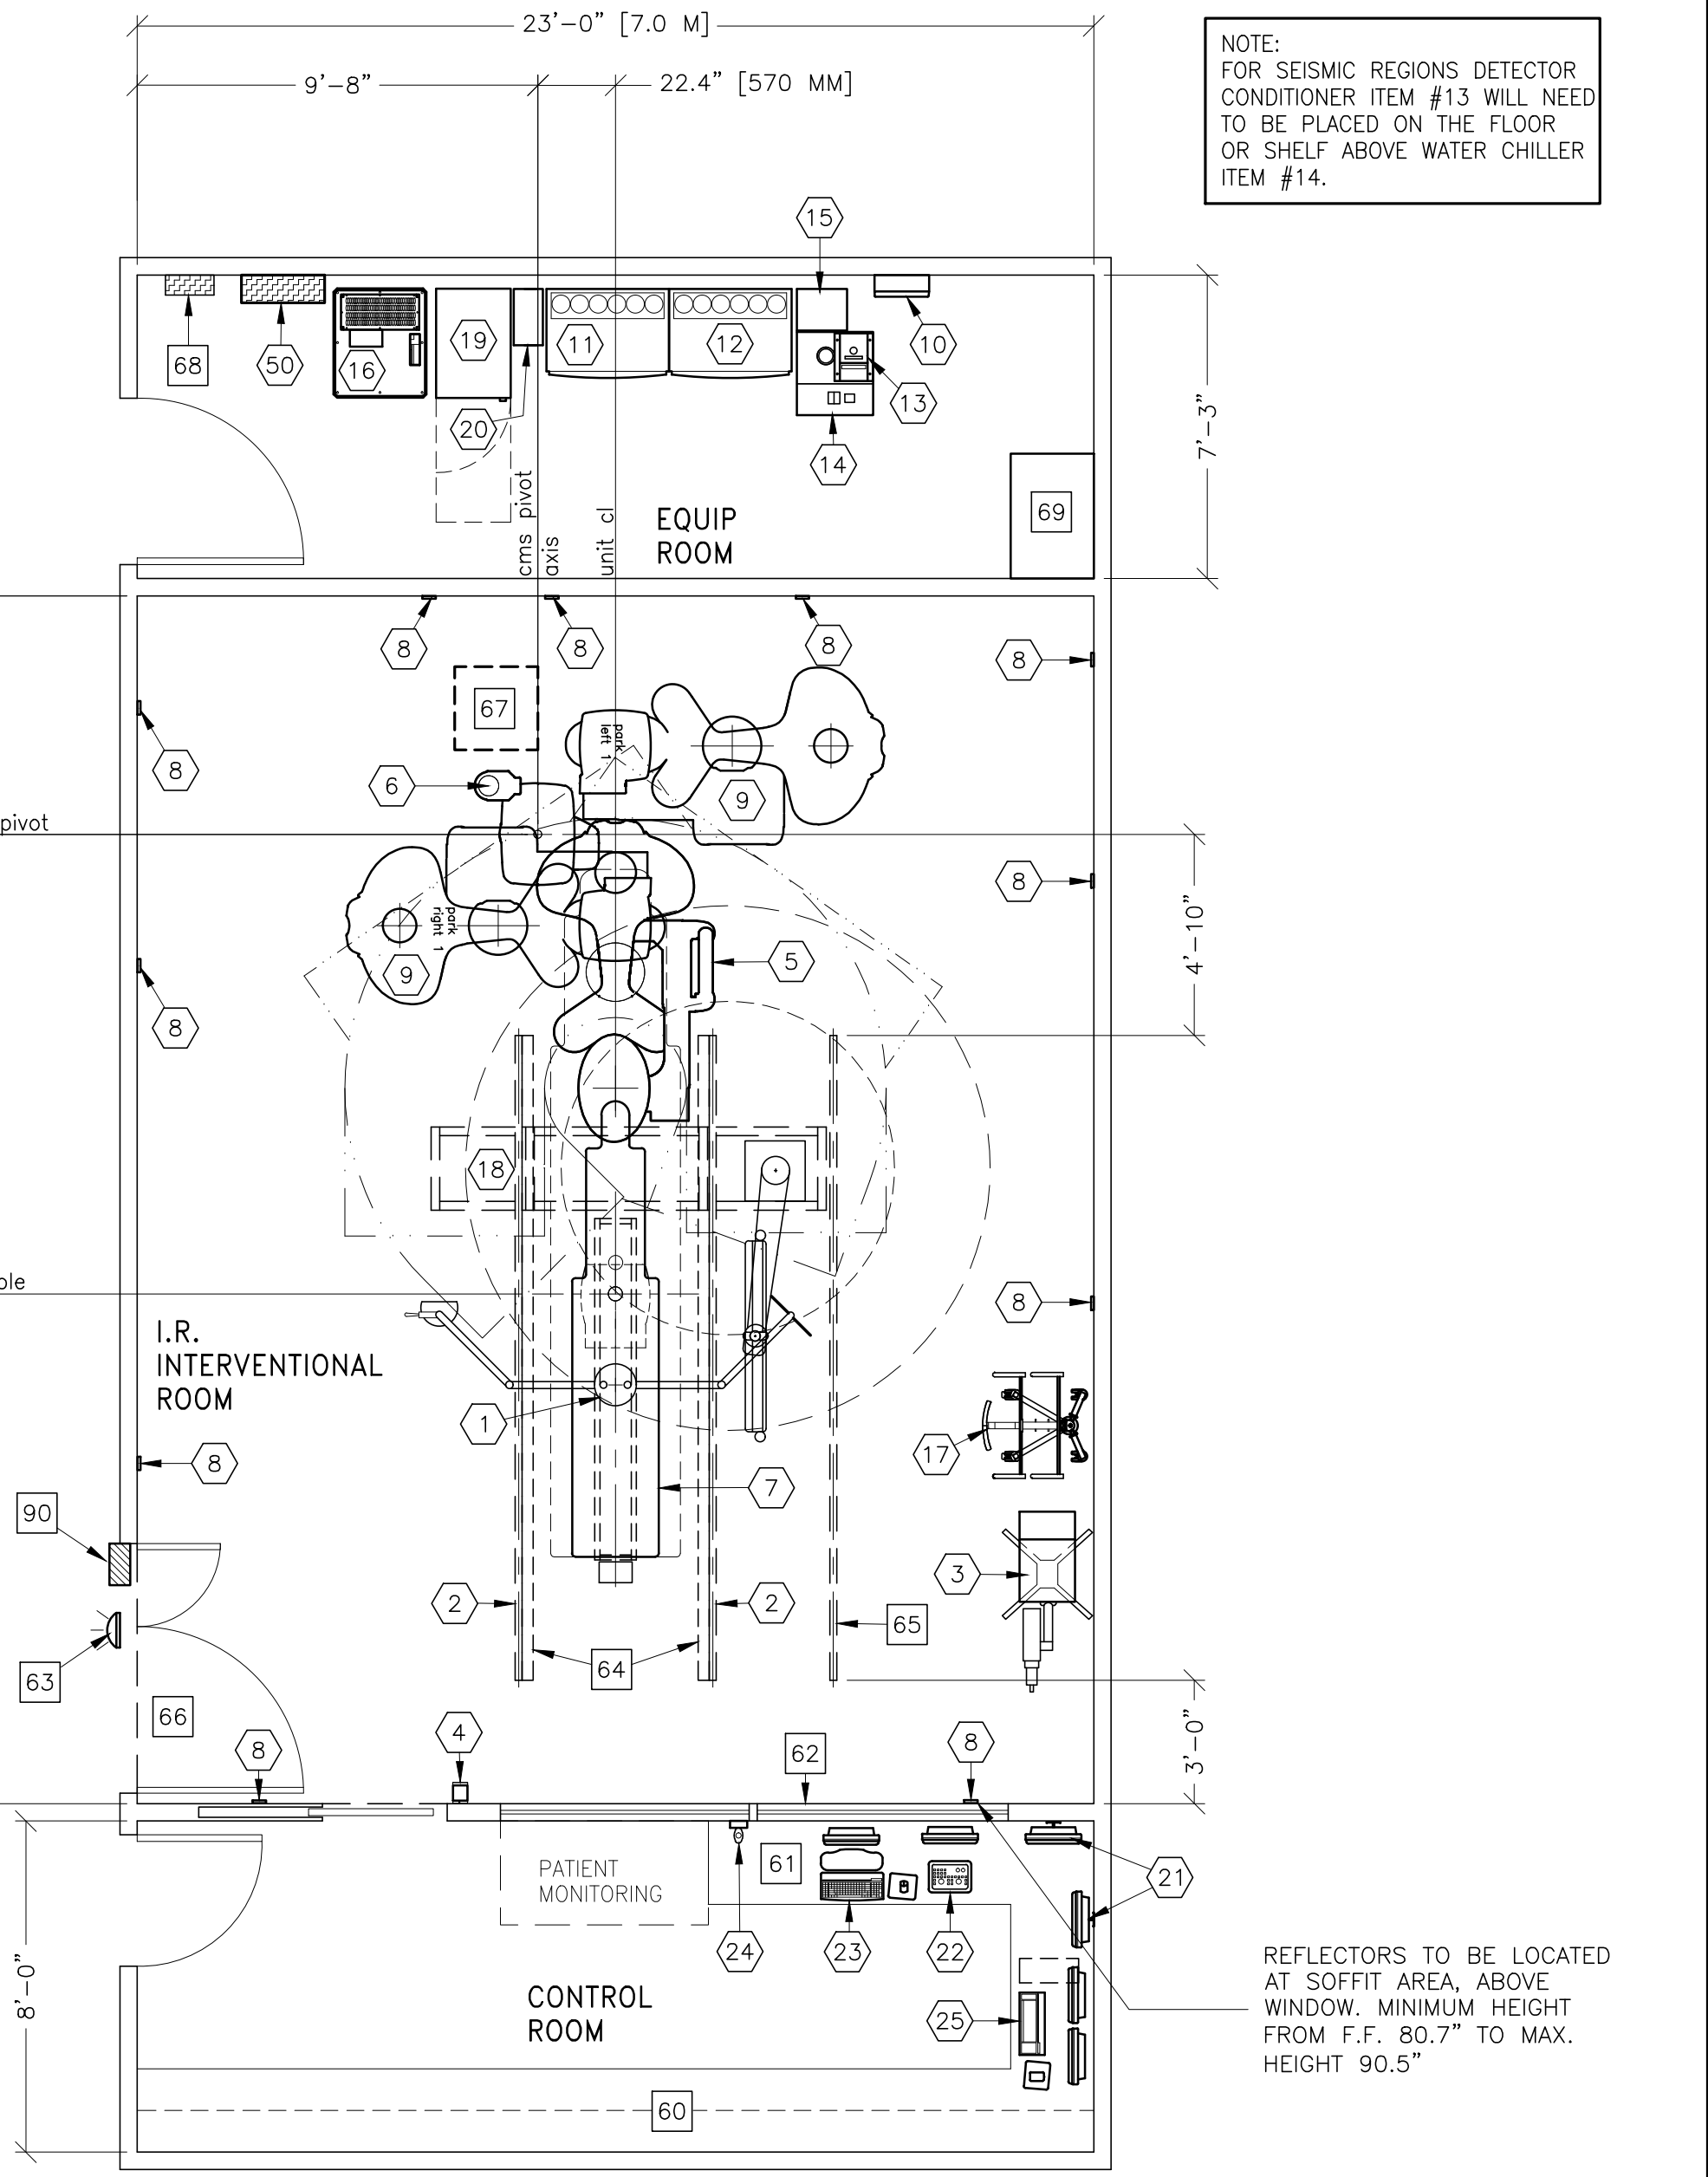 23'-0" [7.0 M]
9'-8"
22.4" [570 MM]
NOTE:
FOR SEISMIC REGIONS DETECTOR
CONDITIONER ITEM #13 WILL NEED
TO BE PLACED ON THE FLOOR
OR SHELF ABOVE WATER CHILLER
ITEM #14.
15
68
50
16
19
11
12
10
13
20
14
7'-3"
cms pivot
axis
unit cl
EQUIP
ROOM
69
8
8
8
8
67
park
left 1
8
6
9
pivot
8
park
right 1
9
5
4'-10"
8
18
ole
8
I.R.
INTERVENTIONAL
ROOM
1
17
8
7
90
3
2
2
65
64
63
66
4
8
62
8
3'-0"
PATIENT
MONITORING
61
21
24
23
22
8'-0"
CONTROL
ROOM
25
REFLECTORS TO BE LOCATED
AT SOFFIT AREA, ABOVE
WINDOW. MINIMUM HEIGHT
FROM F.F. 80.7" TO MAX.
HEIGHT 90.5"
60